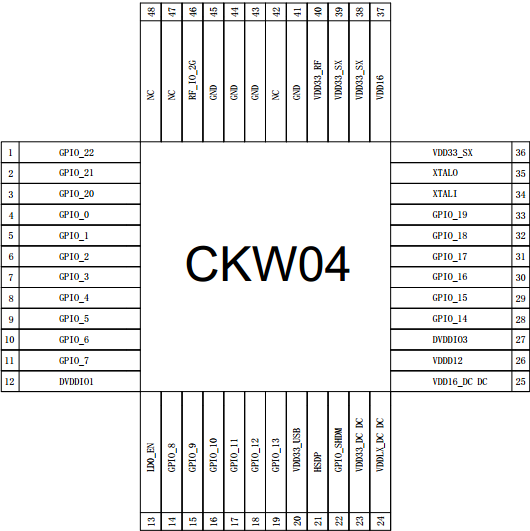 48 47 46 45 44 43 42 41 40 39 38 37
NC
NC
RF_IO_2G
GND
GND
GND
NC
GND
VDD33_RF
VDD33_SX
VDD33_SX
VDD16
1 GPIO_22
2 GPIO_21
3 GPIO_20
4 GPIO_0
5 GPIO_1
6 GPIO_2
7 GPIO_3
8 GPIO_4
9 GPIO_5
10 GPIO_6
11 GPIO_7
12 DVDDIO1
CKW04
VDD33_SX 36
XTALO 35
XTALI 34
GPIO_19 33
GPIO_18 32
GPIO_17 31
GPIO_16 30
GPIO_15 29
GPIO_14 28
DVDDIO3 27
VDDD12 26
VDD16_DC DC 25
LDO_EN
GPIO_8
GPIO_9
GPIO_10
GPIO_11
GPIO_12
GPIO_13
VDD33_USB
HSDP
GPIO_SHDM
VDD33_DC DC
VDDLX_DC DC
13 14 15 16 17 18 19 20 21 22 23 24